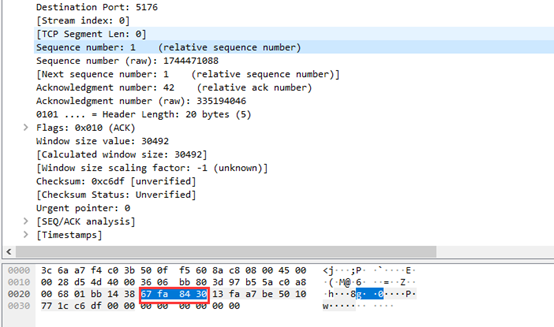 Destination Port: 5176
[Stream index: 0]
[TCP Segment Len: 0]
Sequence number: 1    (relative sequence number)
Sequence number (raw): 1744471088
[Next sequence number: 1    (relative sequence number)]
Acknowledgment number: 42    (relative ack number)
Acknowledgment number (raw): 335194046
0101 .... = Header Length: 20 bytes (5)
Flags: 0x010 (ACK)
Window size value: 30492
[Calculated window size: 30492]
[Window size scaling factor: -1 (unknown)]
Checksum: 0xc6df [unverified]
[Checksum Status: Unverified]
Urgent pointer: 0
[SEQ/ACK analysis]
[Timestamps]
0000 3c 6a a7 f4 c0 3b 50 0f f5 60 8a c8 08 00 45 00 <j···;P· ·`····E·
0010 00 28 d5 4d 40 00 36 06 bb 80 3d 97 b5 5a c0 a8 ·(·M@·6· ··=··Z··
0020 00 68 01 bb 14 38 67 fa 84 30 13 fa a7 be 50 10 ·h···8g· ·0····P·
0030 77 1c c6 df 00 00 00 00 00 00 00 00 w·······